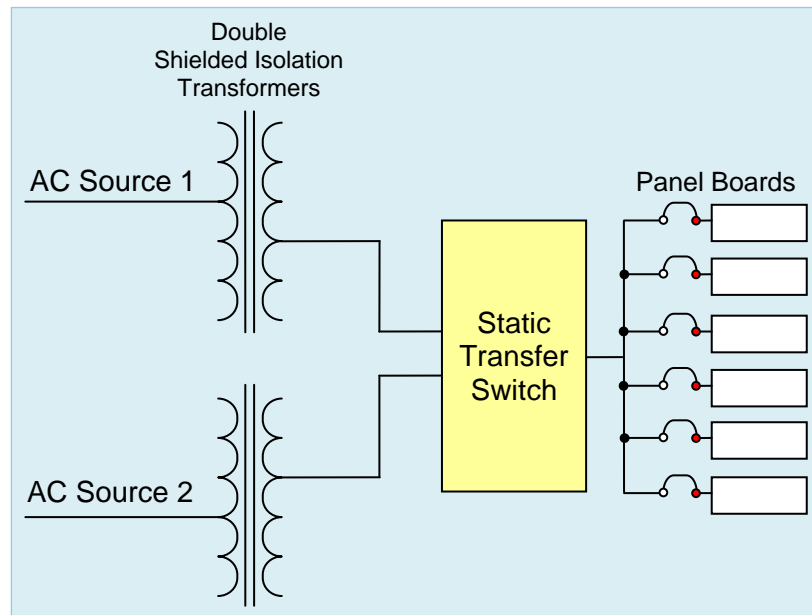 Double
Shielded Isolation
Transformers
AC Source 1
Panel Boards
Static
Transfer
Switch
AC Source 2